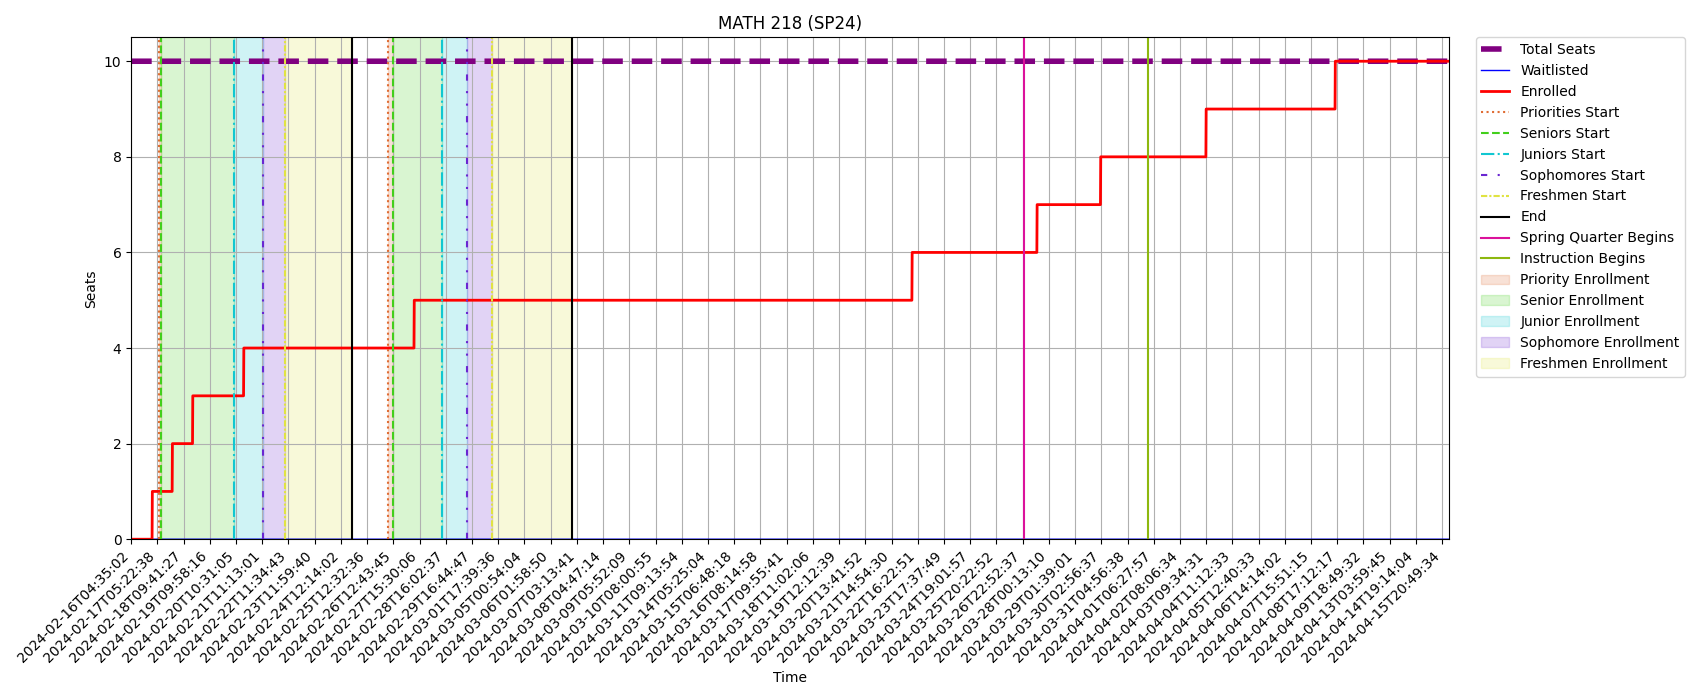 MATH 218 (SP24)
Seats
10
8
6
4
2
0
2024-02-16T04:35:02
2024-02-17T05:22:38
2024-02-18T09:41:27
2024-02-19T09:58:16
2024-02-20T10:31:05
2024-02-21T11:13:01
2024-02-22T11:34:43
2024-02-23T11:59:40
2024-02-24T12:14:02
2024-02-25T12:32:36
2024-02-26T12:43:45
2024-02-27T15:30:06
2024-02-28T16:02:37
2024-02-29T16:44:47
2024-03-01T17:39:36
2024-03-05T00:54:04
2024-03-06T01:58:50
2024-03-07T03:13:41
2024-03-08T04:47:14
2024-03-09T05:52:09
2024-03-10T08:00:55
2024-03-11T09:13:54
2024-03-14T05:25:04
2024-03-15T06:48:18
2024-03-16T08:14:58
2024-03-17T09:55:41
2024-03-18T11:02:06
2024-03-19T12:12:39
2024-03-20T13:41:52
2024-03-21T14:54:30
2024-03-22T16:22:51
2024-03-23T17:37:49
2024-03-24T19:01:57
2024-03-25T20:22:52
2024-03-26T22:52:37
2024-03-28T00:13:10
2024-03-29T01:39:01
2024-03-30T02:56:37
2024-03-31T04:56:38
2024-04-01T06:27:57
2024-04-02T08:06:34
2024-04-03T09:34:31
2024-04-04T11:12:33
2024-04-05T12:40:33
2024-04-06T14:14:02
2024-04-07T15:51:15
2024-04-08T17:12:17
2024-04-09T18:49:32
2024-04-13T03:59:45
2024-04-14T19:14:04
2024-04-15T20:49:34
Time
Total Seats
Waitlisted
Enrolled
Priorities Start
Seniors Start
Juniors Start
Sophomores Start
Freshmen Start
End
Spring Quarter Begins
Instruction Begins
Priority Enrollment
Senior Enrollment
Junior Enrollment
Sophomore Enrollment
Freshmen Enrollment